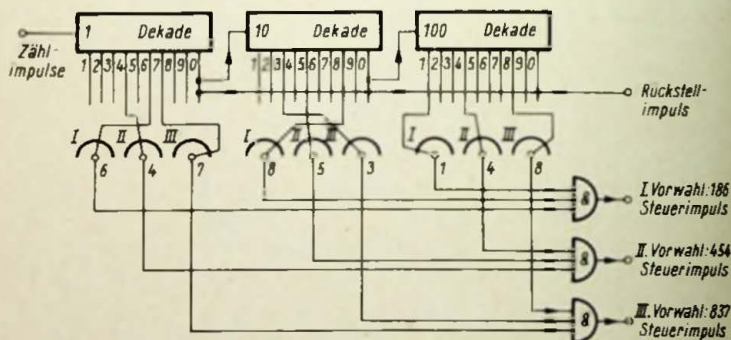 1 Dekade
10 Dekade
100 Dekade
Zähl-
impulse
1 2 3 4 5 6 7 8 9 0
1 2 3 4 5 6 7 8 9 0
1 2 3 4 5 6 7 8 9 0
Rückstell-
impuls
I II III
I II III
I II III
6 4 7
8 5 3
1 4 8
& I. Vorwahl: 186
Steuerimpuls
& II. Vorwahl: 454
Steuerimpuls
& III. Vorwahl: 837
Steuerimpuls